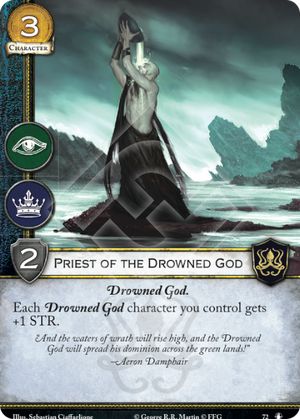 3
CHARACTER
2
PRIEST OF THE DROWNED GOD
Drowned God.
Each Drowned God character you control gets
+1 STR.
And the waters of wrath will rise high, and the Drowned
God will spread his dominion across the green lands!"
—Aeron Damphair
Illus. Sebastian Ciaffaglione
© George R.R. Martin © FFG
72